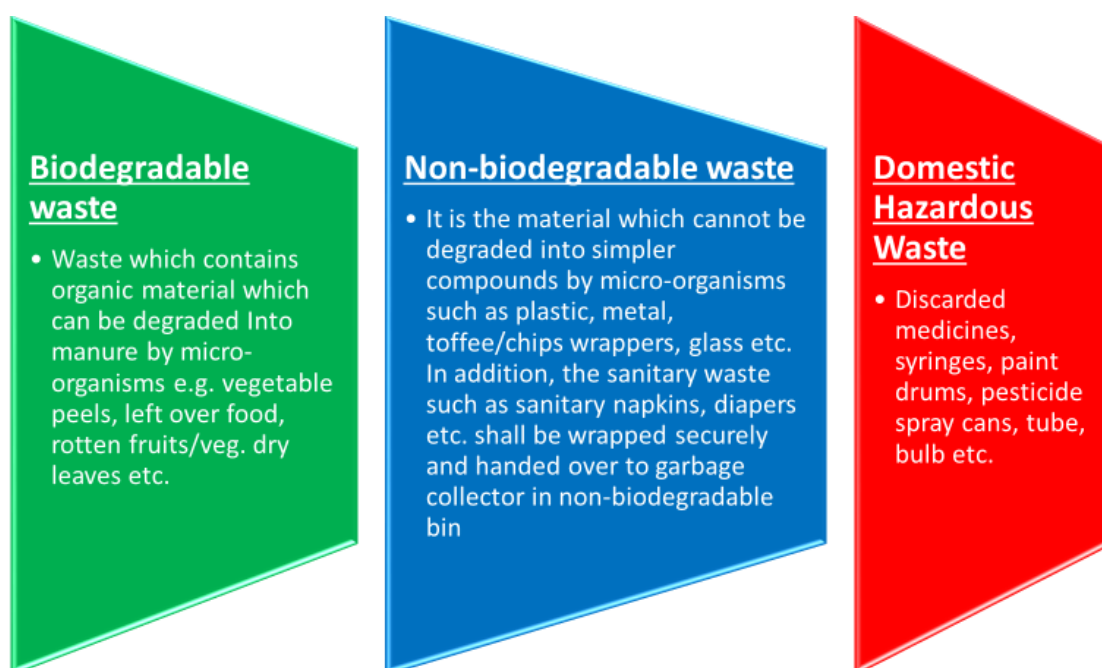 Biodegradable
waste
• Waste which contains
organic material which
can be degraded Into
manure by micro-
organisms e.g. vegetable
peels, left over food,
rotten fruits/veg. dry
leaves etc.
Non-biodegradable waste
• It is the material which cannot be
degraded into simpler
compounds by micro-organisms
such as plastic, metal,
toffee/chips wrappers, glass etc.
In addition, the sanitary waste
such as sanitary napkins, diapers
etc. shall be wrapped securely
and handed over to garbage
collector in non-biodegradable
bin
Domestic
Hazardous
Waste
• Discarded
medicines,
syringes, paint
drums, pesticide
spray cans, tube,
bulb etc.